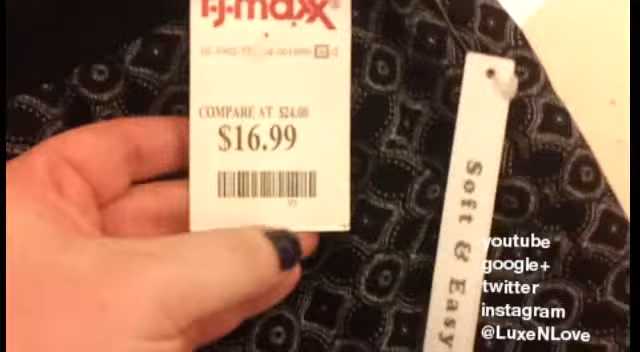 T.J.maxx®
COMPARE AT $24.00
$16.99
Soft & Easy
youtube
google+
twitter
instagram
@LuxeNLove